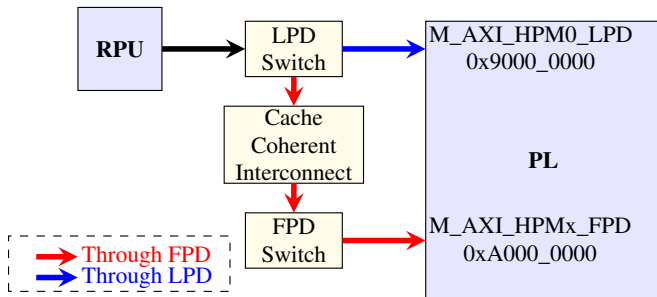 RPU
LPD
Switch
M_AXI_HPM0_LPD
0x9000_0000
Cache
Coherent
Interconnect
PL
FPD
Switch
M_AXI_HPMx_FPD
0xA000_0000
Through FPD
Through LPD